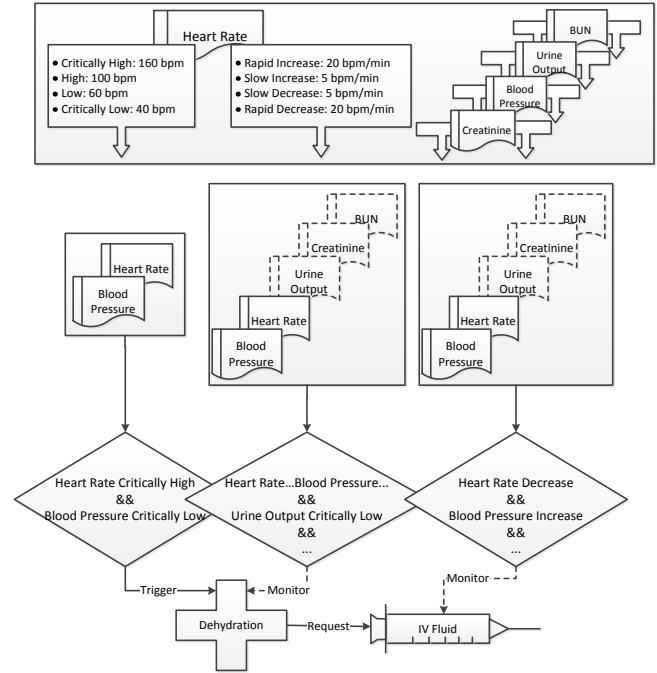 Heart Rate
● Critically High: 160 bpm
● High: 100 bpm
● Low: 60 bpm
● Critically Low: 40 bpm
● Rapid Increase: 20 bpm/min
● Slow Increase: 5 bpm/min
● Slow Decrease: 5 bpm/min
● Rapid Decrease: 20 bpm/min
BUN
Urine
Output
Blood
Pressure
Creatinine
Heart Rate
Blood
Pressure
BUN
Creatinine
Urine
Output
Heart Rate
Blood
Pressure
BUN
Creatinine
Urine
Output
Heart Rate
Blood
Pressure
Heart Rate Critically High
&&
Blood Pressure Critically Low
Heart Rate...Blood Pressure...
&&
Urine Output Critically Low
&&
...
Heart Rate Decrease
&&
Blood Pressure Increase
&&
...
Trigger
Monitor
Monitor
Dehydration
Request
IV Fluid